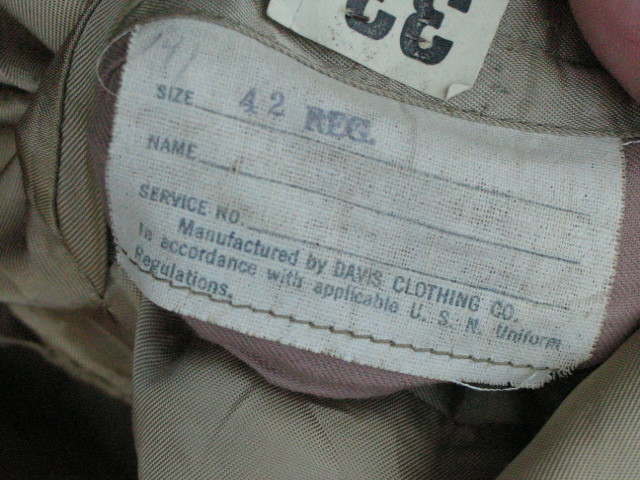 33
SIZE 42 REG.
NAME
SERVICE NO.
Manufactured by DAVIS CLOTHING CO.
In accordance with applicable U. S. N. Uniform
Regulations.